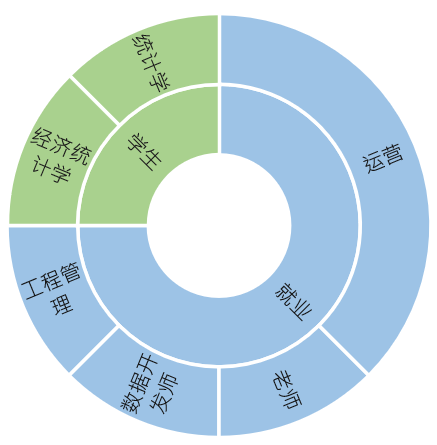 统计学
经济统
计学
学生
运营
就业
工程管
理
数据开
发师
老师